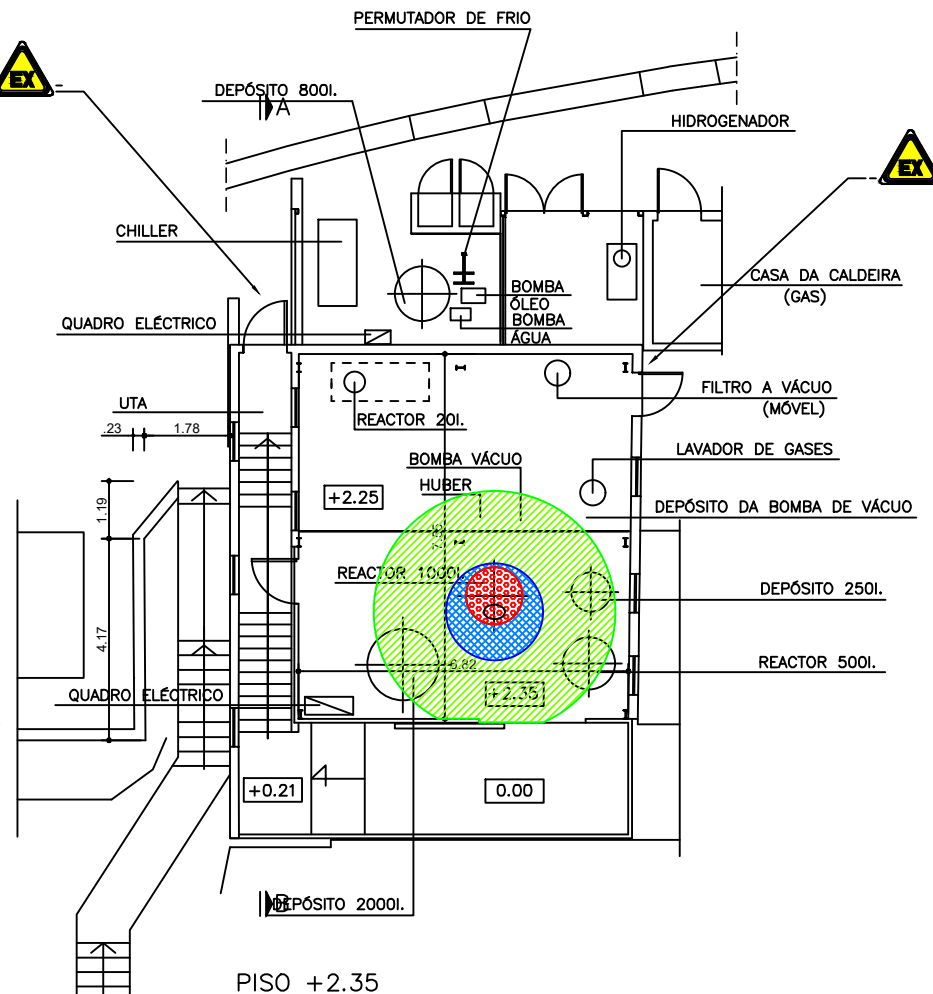 PERMUTADOR DE FRIO
EX
DEPÓSITO 800l.
A
HIDROGENADOR
EX
CHILLER
CASA DA CALDEIRA
(GAS)
BOMBA
ÓLEO
BOMBA
ÁGUA
QUADRO ELÉCTRICO
FILTRO A VÁCUO
(MÓVEL)
UTA
REACTOR 20l.
.23
1.78
LAVADOR DE GASES
BOMBA VÁCUO
HUBER
+2.25
1.19
DEPÓSITO DA BOMBA DE VÁCUO
REACTOR 1000l.
DEPÓSITO 250l.
4.17
6.82
REACTOR 500l.
QUADRO ELÉCTRICO
+2.35
+0.21
0.00
B
DEPÓSITO 2000l.
PISO +2.35